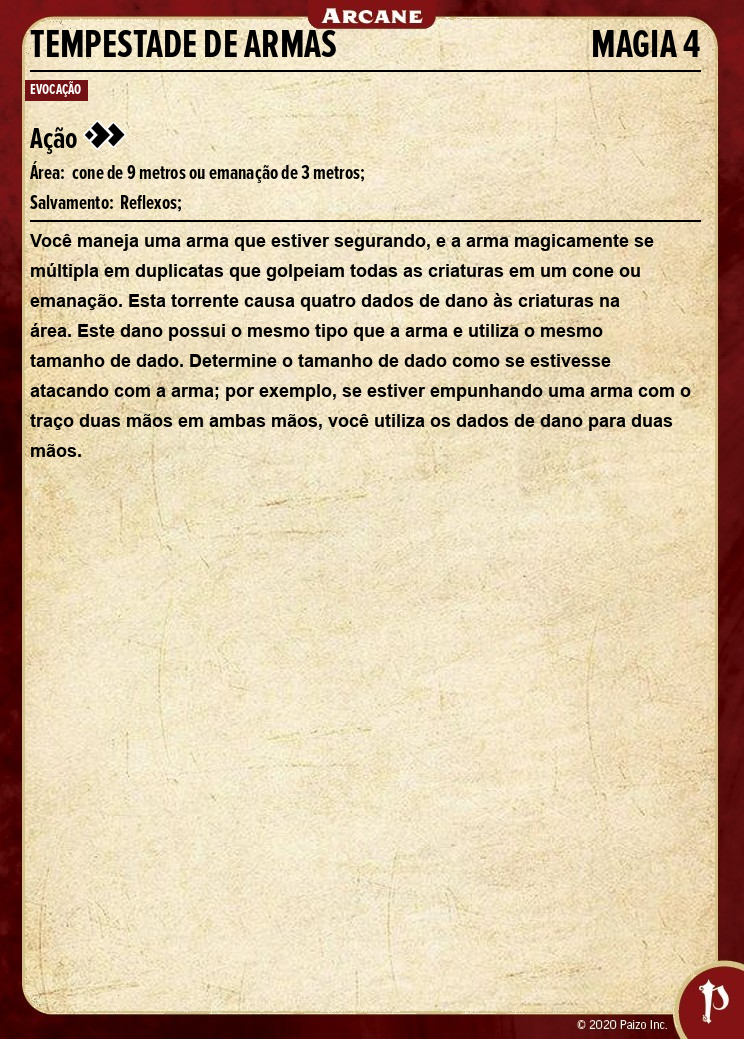 ARCANE
TEMPESTADE DE ARMAS MAGIA 4
EVOCAÇÃO
Ação
Área: cone de 9 metros ou emanação de 3 metros;
Salvamento: Reflexos;
Você maneja uma arma que estiver segurando, e a arma magicamente se
múltipla em duplicatas que golpeiam todas as criaturas em um cone ou
emanação. Esta torrente causa quatro dados de dano às criaturas na
área. Este dano possui o mesmo tipo que a arma e utiliza o mesmo
tamanho de dado. Determine o tamanho de dado como se estivesse
atacando com a arma; por exemplo, se estiver empunhando uma arma com o
traço duas mãos em ambas mãos, você utiliza os dados de dano para duas
mãos.
© 2020 Paizo Inc.
P